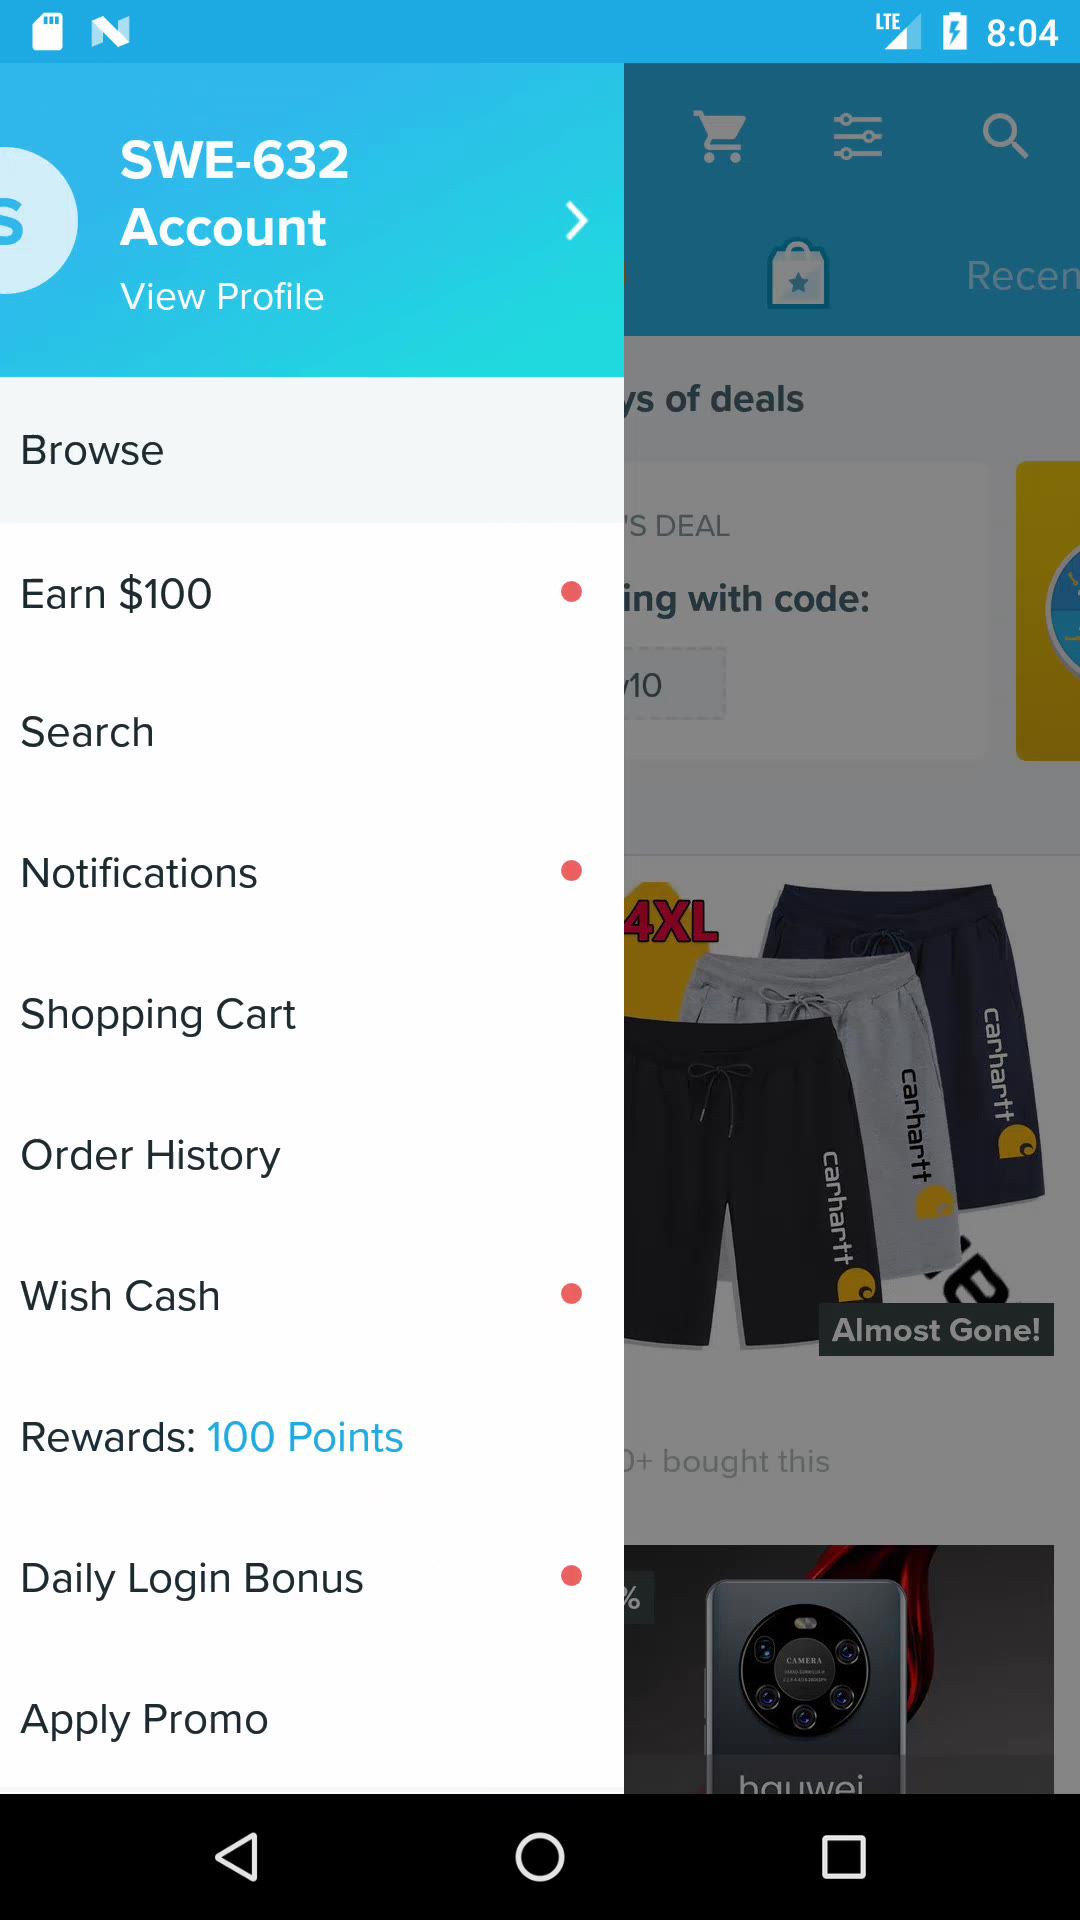 LTE 8:04
S
SWE-632
Account
View Profile
Recen
ys of deals
Browse
'S DEAL
Earn $100
ing with code:
y10
Search
Notifications
4XL
Shopping Cart
carhartt
carhartt
carhartt
Order History
Wish Cash
Almost Gone!
Rewards: 100 Points
0+ bought this
Daily Login Bonus
%
CAMERA
Apply Promo
hauwei